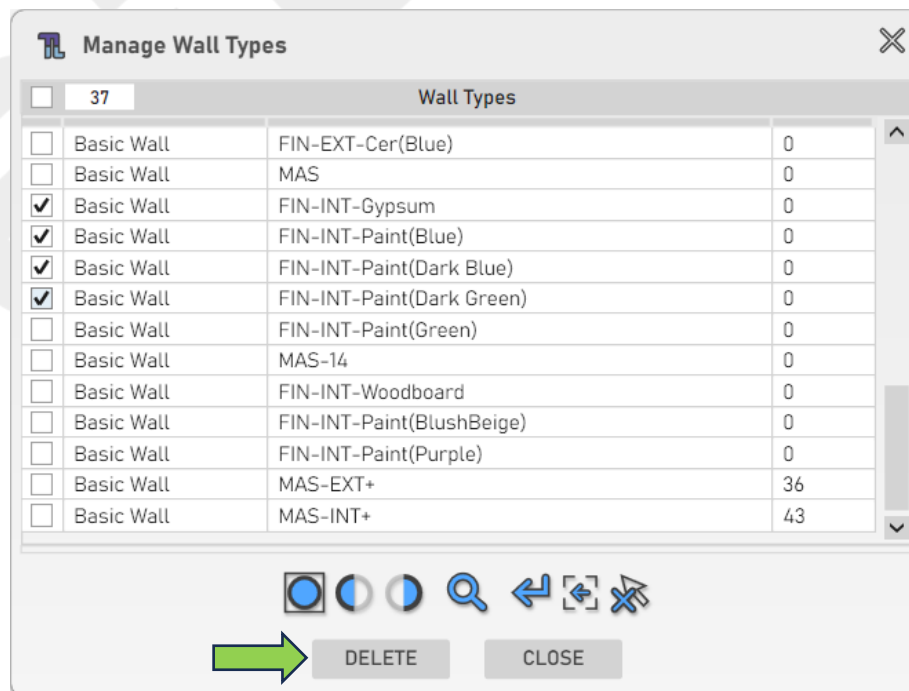 Manage Wall Types
37 Wall Types
Basic Wall FIN-EXT-Cer(Blue) 0
Basic Wall MAS 0
Basic Wall FIN-INT-Gypsum 0
Basic Wall FIN-INT-Paint(Blue) 0
Basic Wall FIN-INT-Paint(Dark Blue) 0
Basic Wall FIN-INT-Paint(Dark Green) 0
Basic Wall FIN-INT-Paint(Green) 0
Basic Wall MAS-14 0
Basic Wall FIN-INT-Woodboard 0
Basic Wall FIN-INT-Paint(BlushBeige) 0
Basic Wall FIN-INT-Paint(Purple) 0
Basic Wall MAS-EXT+ 36
Basic Wall MAS-INT+ 43
DELETE CLOSE